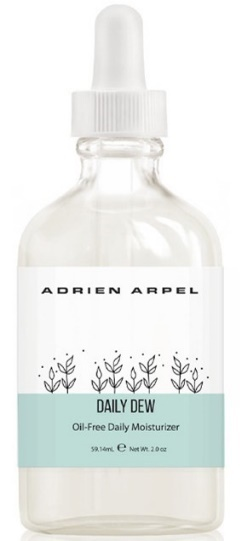 ADRIEN ARPEL
DAILY DEW
Oil-Free Daily Moisturizer
59.14mL e Net Wt. 2.0 oz